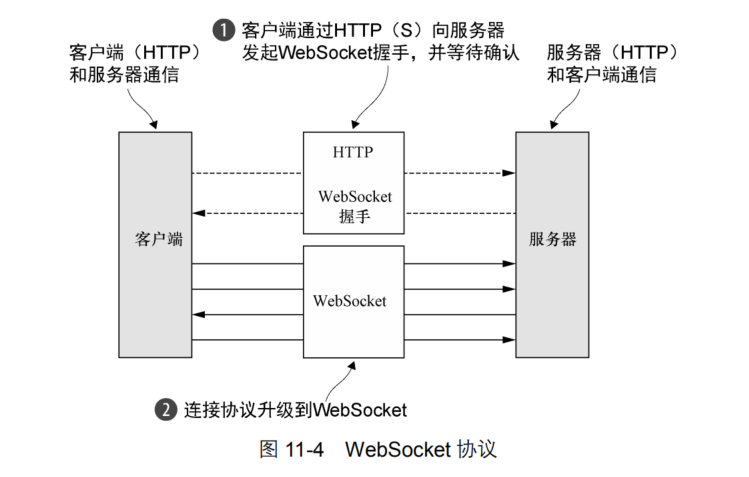 ❶ 客户端通过HTTP（S）向服务器
发起WebSocket握手，并等待确认
客户端（HTTP）
和服务器通信
服务器（HTTP）
和客户端通信
HTTP
WebSocket
握手
客户端
服务器
WebSocket
❷ 连接协议升级到WebSocket
图 11-4 WebSocket 协议